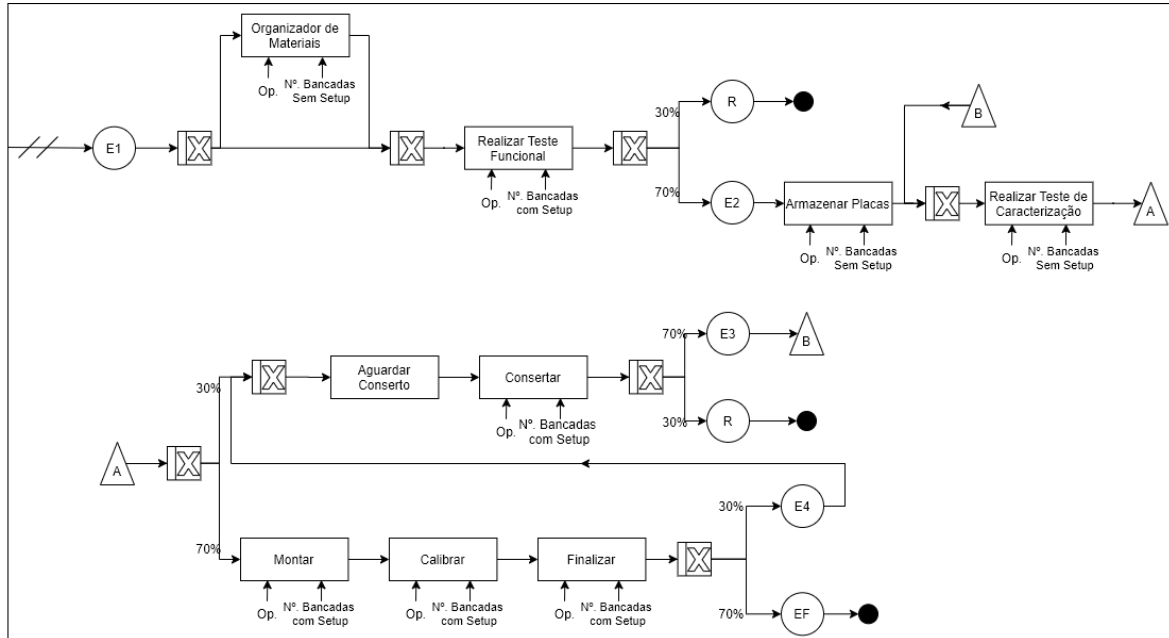 Organizador de
Materiais
Op.
Nº. Bancadas
Sem Setup
E1
X
X
Realizar Teste
Funcional
Op.
Nº. Bancadas
com Setup
X
30%
R
70%
E2
Armazenar Placas
Op.
Nº. Bancadas
Sem Setup
B
X
Realizar Teste de
Caracterização
Op.
Nº. Bancadas
Sem Setup
A
A
X
30%
X
Aguardar
Conserto
Consertar
Op.
Nº. Bancadas
com Setup
X
70%
E3
B
30%
R
70%
Montar
Op.
Nº. Bancadas
com Setup
Calibrar
Op.
Nº. Bancadas
com Setup
Finalizar
Op.
Nº. Bancadas
com Setup
X
30%
E4
70%
EF